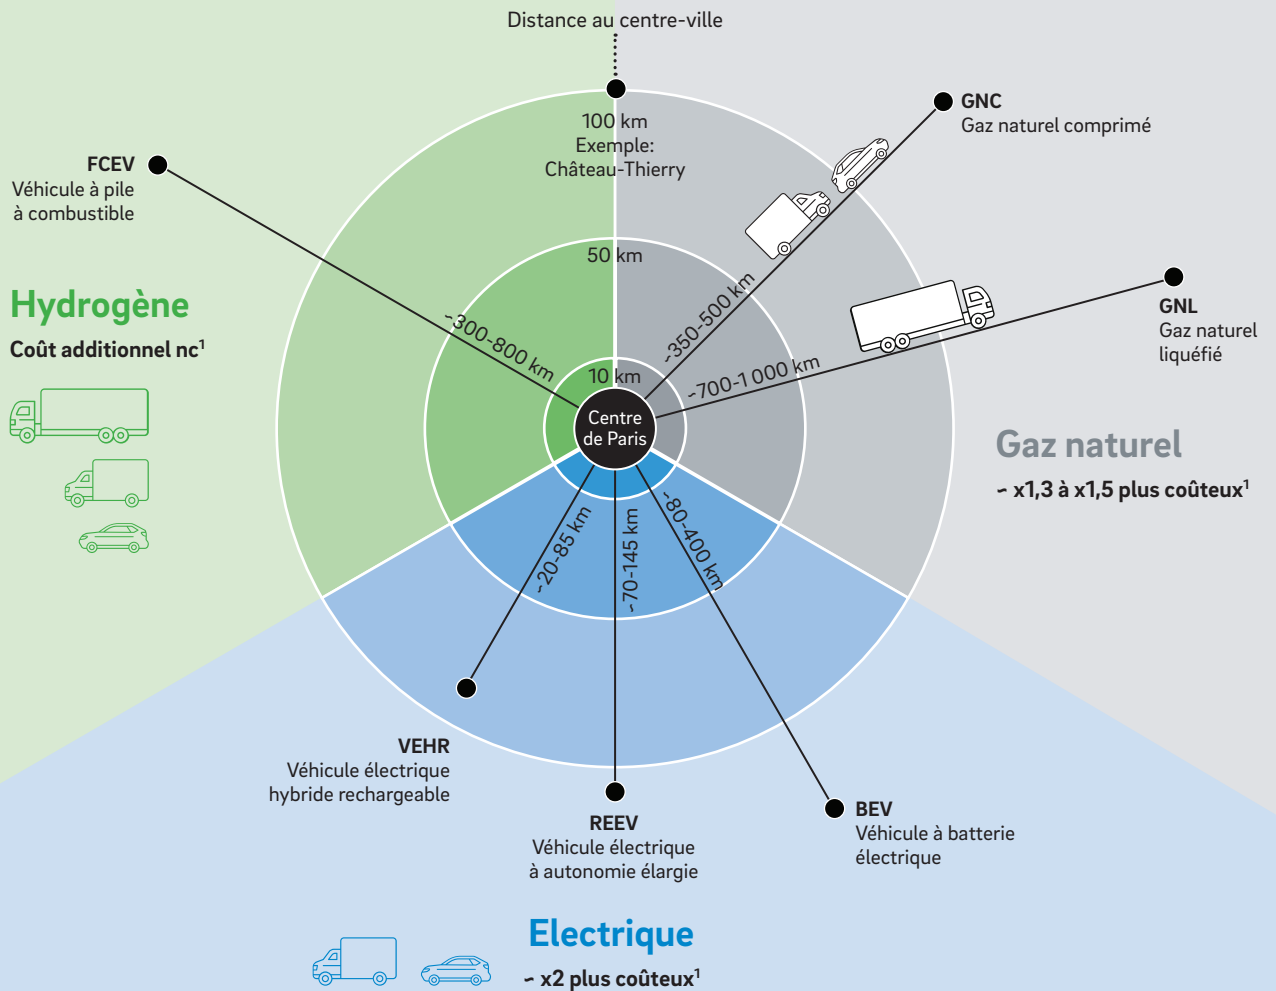 Distance au centre-ville
100 km
Exemple:
Château-Thierry
50 km
10 km
Centre
de Paris
FCEV
Véhicule à pile
à combustible
~300-800 km
Hydrogène
Coût additionnel nc¹
GNC
Gaz naturel comprimé
~350-500 km
GNL
Gaz naturel
liquéfié
~700-1 000 km
Gaz naturel
~ x1,3 à x1,5 plus coûteux¹
~20-85 km
~70-145 km
~80-400 km
VEHR
Véhicule électrique
hybride rechargeable
REEV
Véhicule électrique
à autonomie élargie
BEV
Véhicule à batterie
électrique
Electrique
~ x2 plus coûteux¹